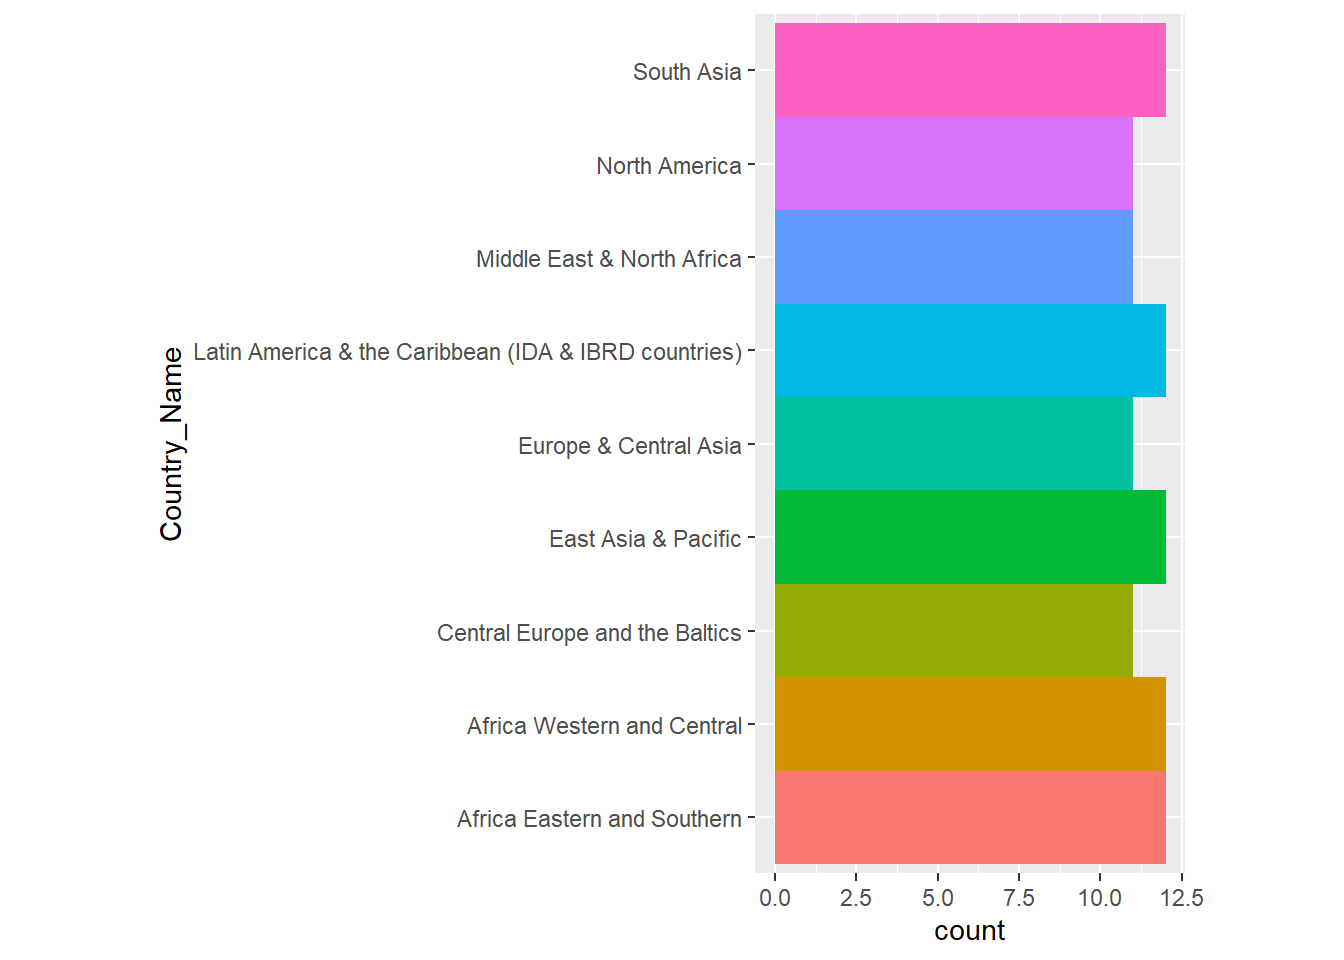 South Asia
North America
Middle East & North Africa
Latin America & the Caribbean (IDA & IBRD countries)
Europe & Central Asia
East Asia & Pacific
Central Europe and the Baltics
Africa Western and Central
Africa Eastern and Southern
Country_Name
0.0 2.5 5.0 7.5 10.0 12.5
count